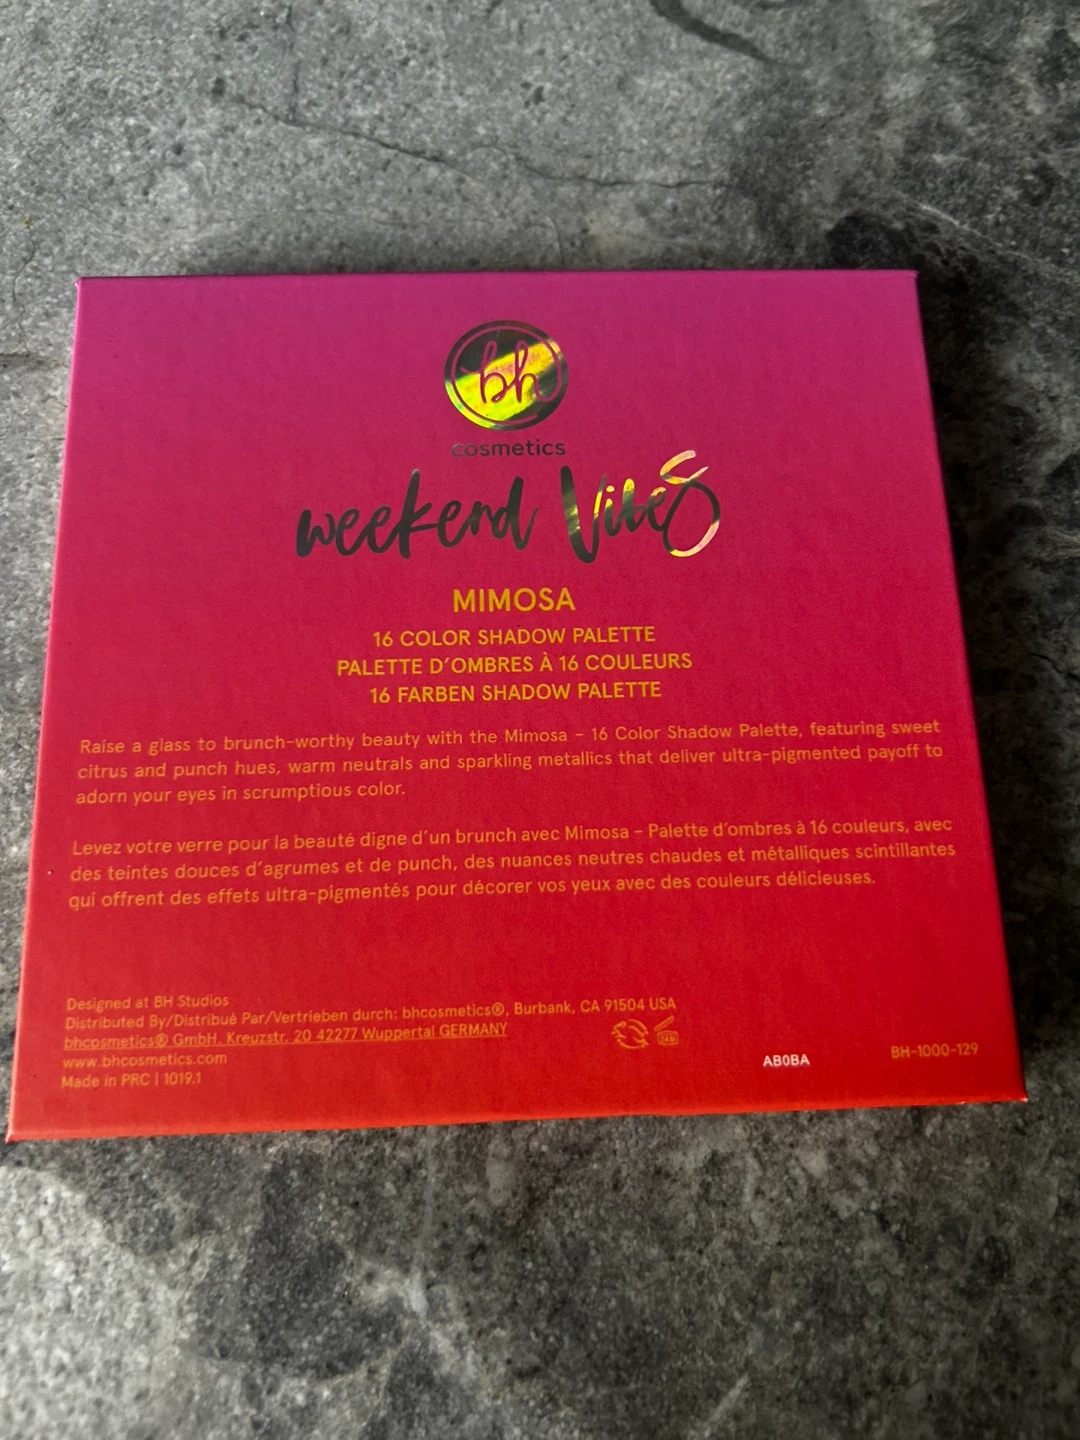 bh
cosmetics
weekend Vibes
MIMOSA
16 COLOR SHADOW PALETTE
PALETTE D'OMBRES À 16 COULEURS
16 FARBEN SHADOW PALETTE
Raise a glass to brunch-worthy beauty with the Mimosa – 16 Color Shadow Palette, featuring sweet
citrus and punch hues, warm neutrals and sparkling metallics that deliver ultra-pigmented payoff to
adorn your eyes in scrumptious color.
Levez votre verre pour la beauté digne d'un brunch avec Mimosa – Palette d'ombres à 16 couleurs, avec
des teintes douces d'agrumes et de punch, des nuances neutres chaudes et métalliques scintillantes
qui offrent des effets ultra-pigmentés pour décorer vos yeux avec des couleurs délicieuses.
Designed at BH Studios
Distributed By/Distribué Par/Vertrieben durch: bhcosmetics®, Burbank, CA 91504 USA
bhcosmetics® GmbH, Kreuzstr. 20 42277 Wuppertal GERMANY
www.bhcosmetics.com
Made in PRC | 1019.1
24M
AB0BA
BH-1000-129